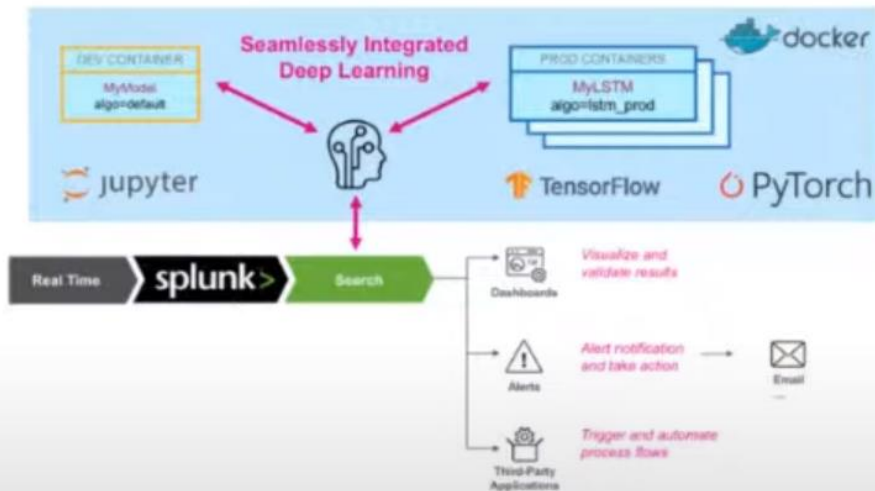 Seamlessly Integrated
Deep Learning
DEV CONTAINER
MyModel
algo=default
PROD CONTAINERS
MyLSTM
algo=lstm_prod
docker
jupyter
TensorFlow
PyTorch
Real Time
splunk>
Search
Dashboards
Visualize and
validate results
Alerts
Alert notification
and take action
Email
Third-Party
Applications
Trigger and automate
process flows